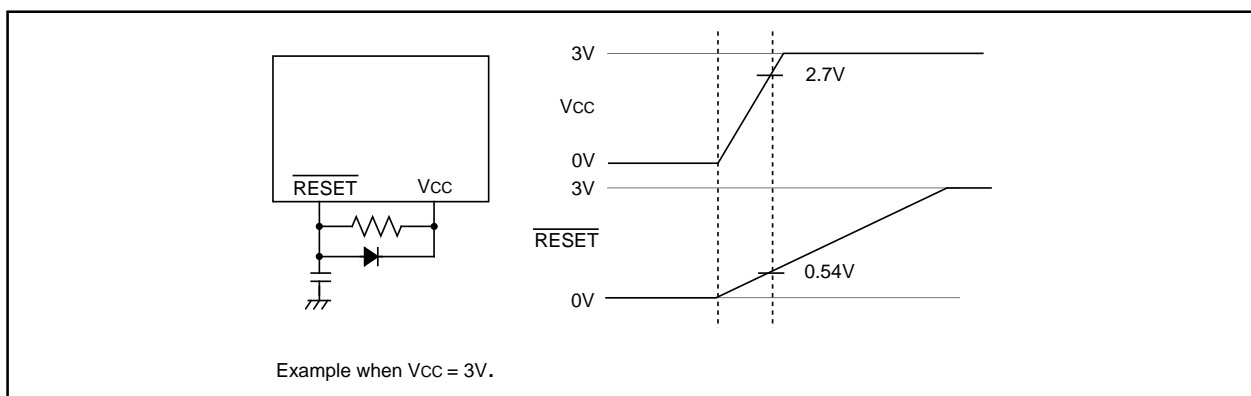 RESET
VCC
3V
2.7V
VCC
0V
3V
RESET
0.54V
0V
Example when VCC = 3V.